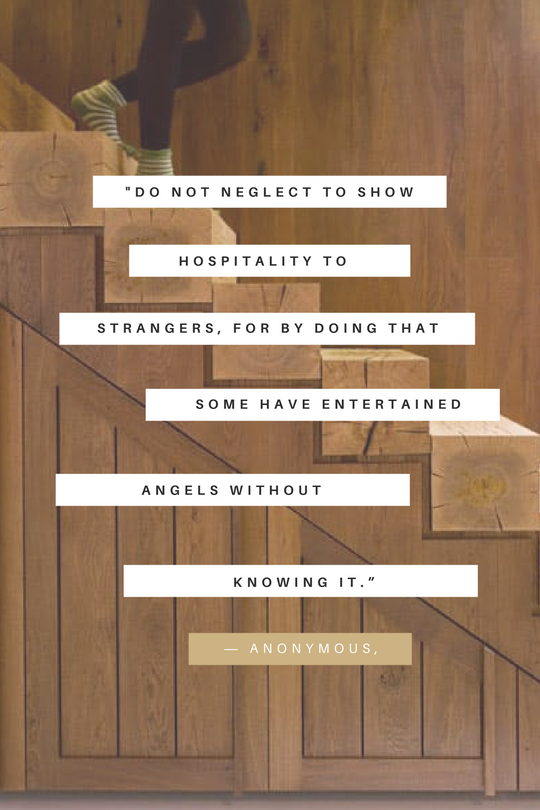 "DO NOT NEGLECT TO SHOW
HOSPITALITY TO
STRANGERS, FOR BY DOING THAT
SOME HAVE ENTERTAINED
ANGELS WITHOUT
KNOWING IT.”
— ANONYMOUS,